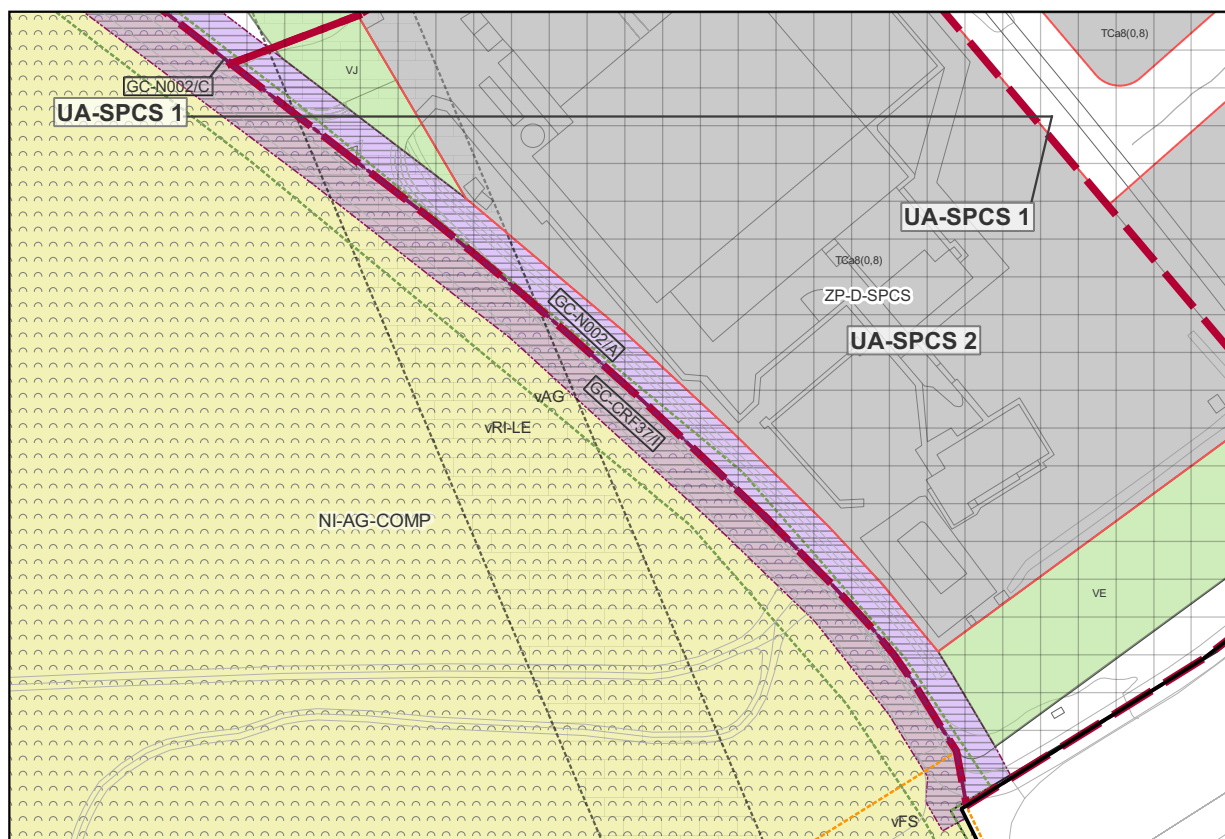 TCa8(0,8)
VJ
GC-N002/C
UA-SPCS 1
UA-SPCS 1
TCa8(0,8)
ZP-D-SPCS
UA-SPCS 2
GC-N002/A
GC-CRF37/I
vAG
vRI-LE
NI-AG-COMP
VE
vFS